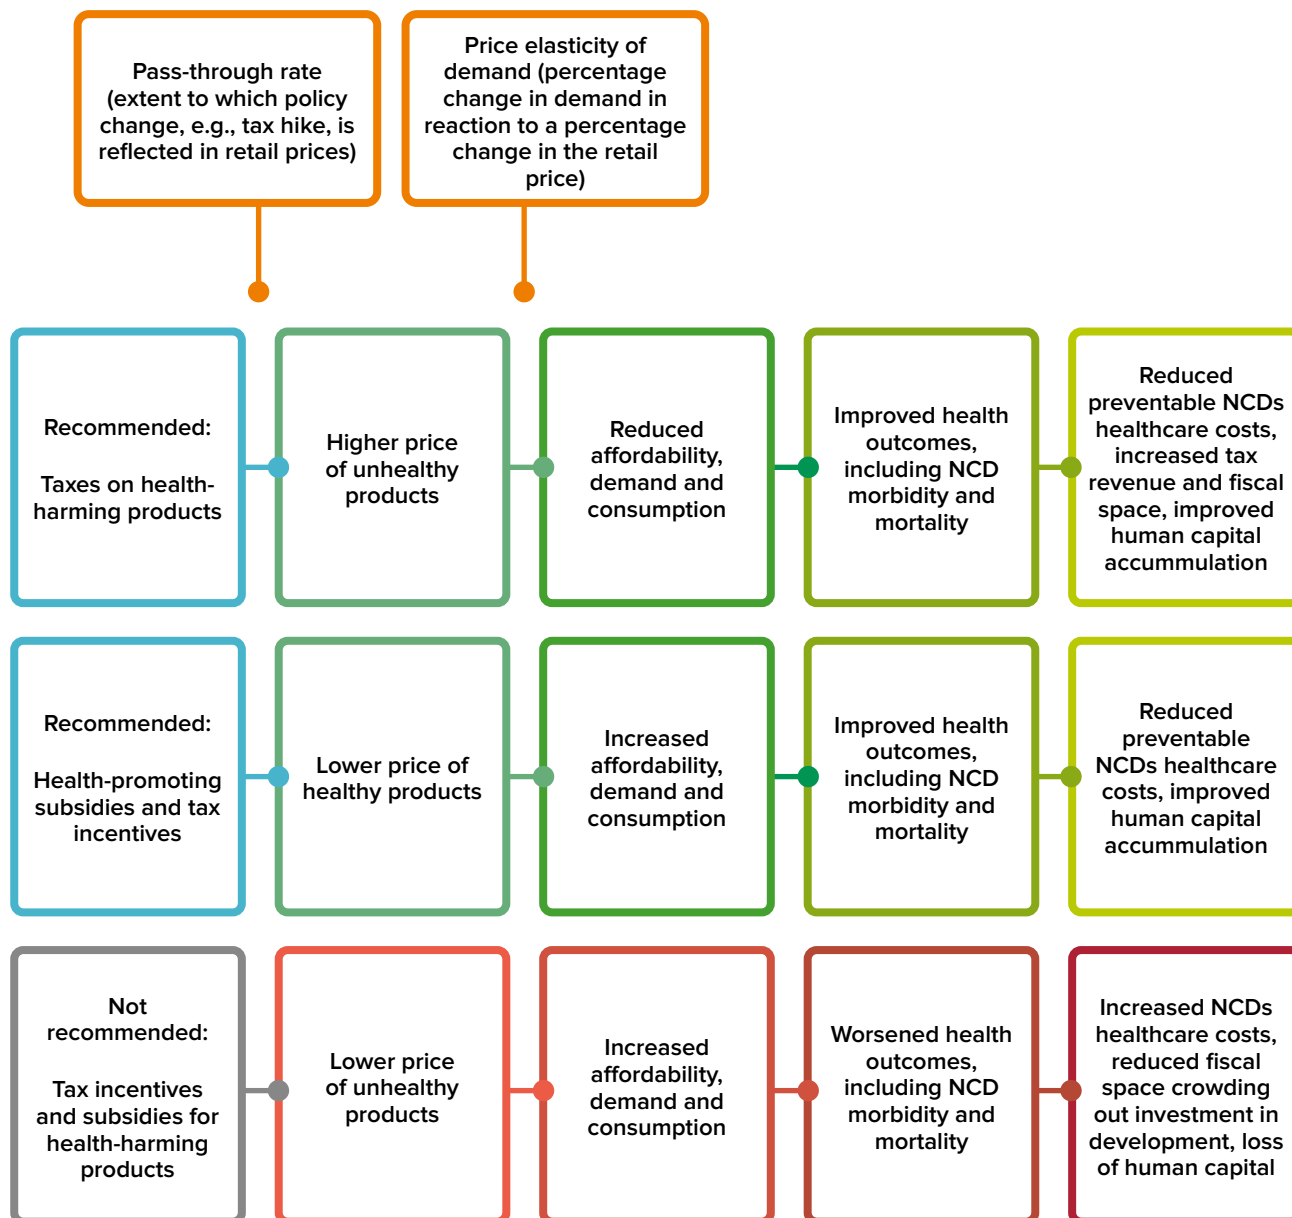 Pass-through rate
(extent to which policy
change, e.g., tax hike, is
reflected in retail prices)
Price elasticity of
demand (percentage
change in demand in
reaction to a percentage
change in the retail
price)
Recommended:
Taxes on health-
harming products
Higher price
of unhealthy
products
Reduced
affordability,
demand and
consumption
Improved health
outcomes,
including NCD
morbidity and
mortality
Reduced
preventable NCDs
healthcare costs,
increased tax
revenue and fiscal
space, improved
human capital
accummulation
Recommended:
Health-promoting
subsidies and tax
incentives
Lower price of
healthy products
Increased
affordability,
demand and
consumption
Improved health
outcomes,
including NCD
morbidity and
mortality
Reduced
preventable
NCDs healthcare
costs, improved
human capital
accummulation
Not
recommended:
Tax incentives
and subsidies for
health-harming
products
Lower price
of unhealthy
products
Increased
affordability,
demand and
consumption
Worsened health
outcomes,
including NCD
morbidity and
mortality
Increased NCDs
healthcare costs,
reduced fiscal
space crowding
out investment in
development, loss
of human capital